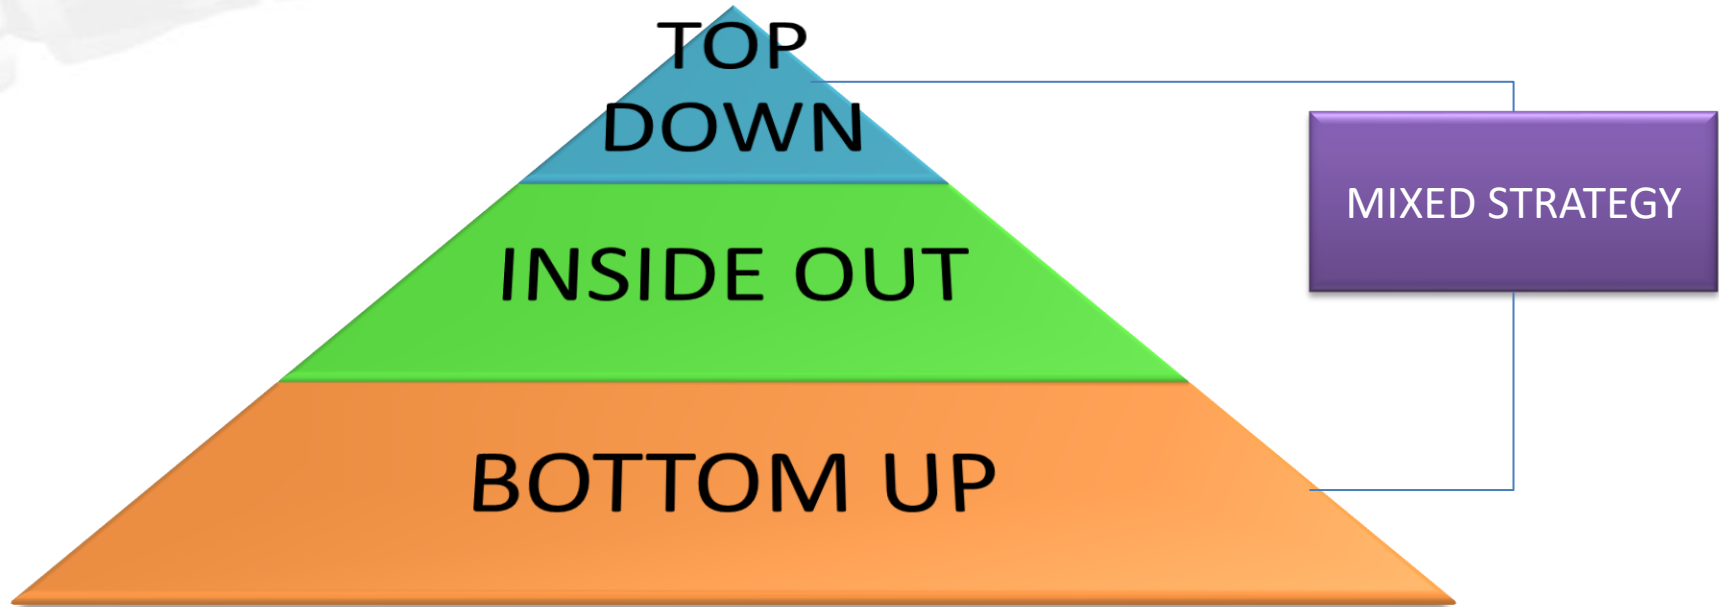 TOP
DOWN
MIXED STRATEGY
INSIDE OUT
BOTTOM UP